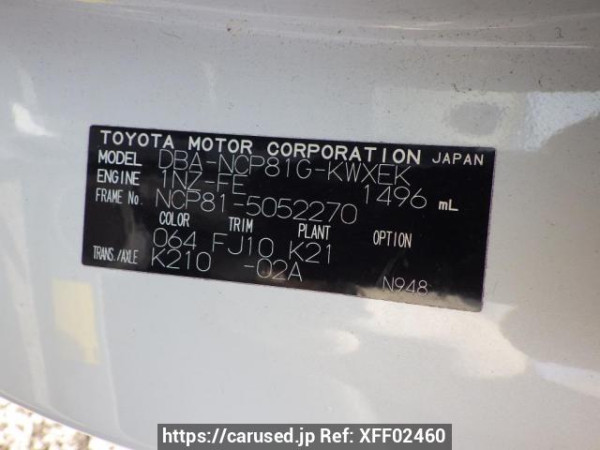 TOYOTA MOTOR CORPORATION JAPAN
MODEL DBA-NCP81G-KWXEK
ENGINE 1NZ-FE 1496 mL
FRAME No. NCP81-5052270
COLOR TRIM PLANT OPTION
064 FJ10 K21
TRANS./AXLE K210 -02A
N948
https://carused.jp Ref: XFF02460